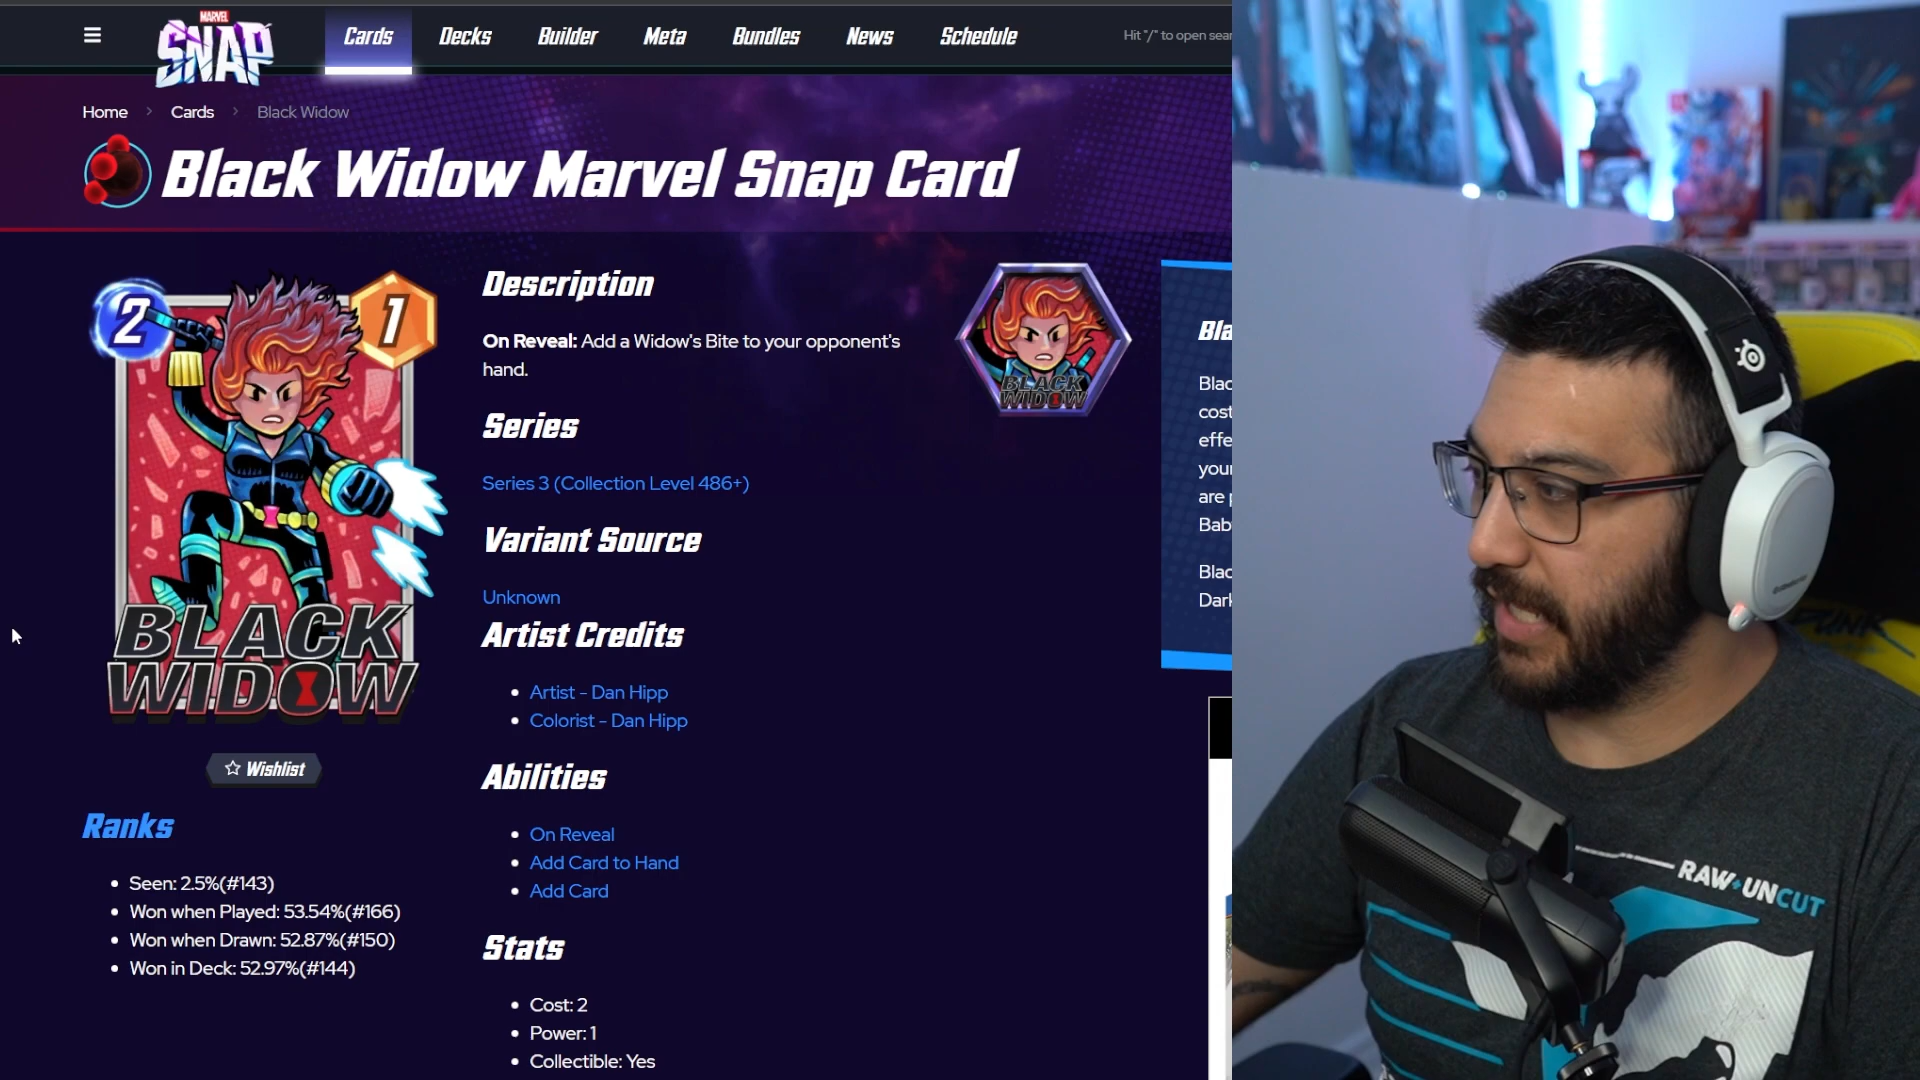 MARVEL
SNAP
Cards
Decks
Builder
Meta
Bundles
News
Schedule
Hit "/" to open sear
Home > Cards > Black Widow
Black Widow Marvel Snap Card
2
1
BLACK
WIDOW
Wishlist
Ranks
Seen: 2.5%(#143)
Won when Played: 53.54%(#166)
Won when Drawn: 52.87%(#150)
Won in Deck: 52.97%(#144)
Description
On Reveal: Add a Widow's Bite to your opponent's
hand.
Series
Series 3 (Collection Level 486+)
Variant Source
Unknown
Artist Credits
Artist - Dan Hipp
Colorist - Dan Hipp
Abilities
On Reveal
Add Card to Hand
Add Card
Stats
Cost: 2
Power: 1
Collectible: Yes
BLACK
WIDOW
Bla
Blac
cost
effe
your
are p
Bab
Blac
Dark
RAW+UNCUT